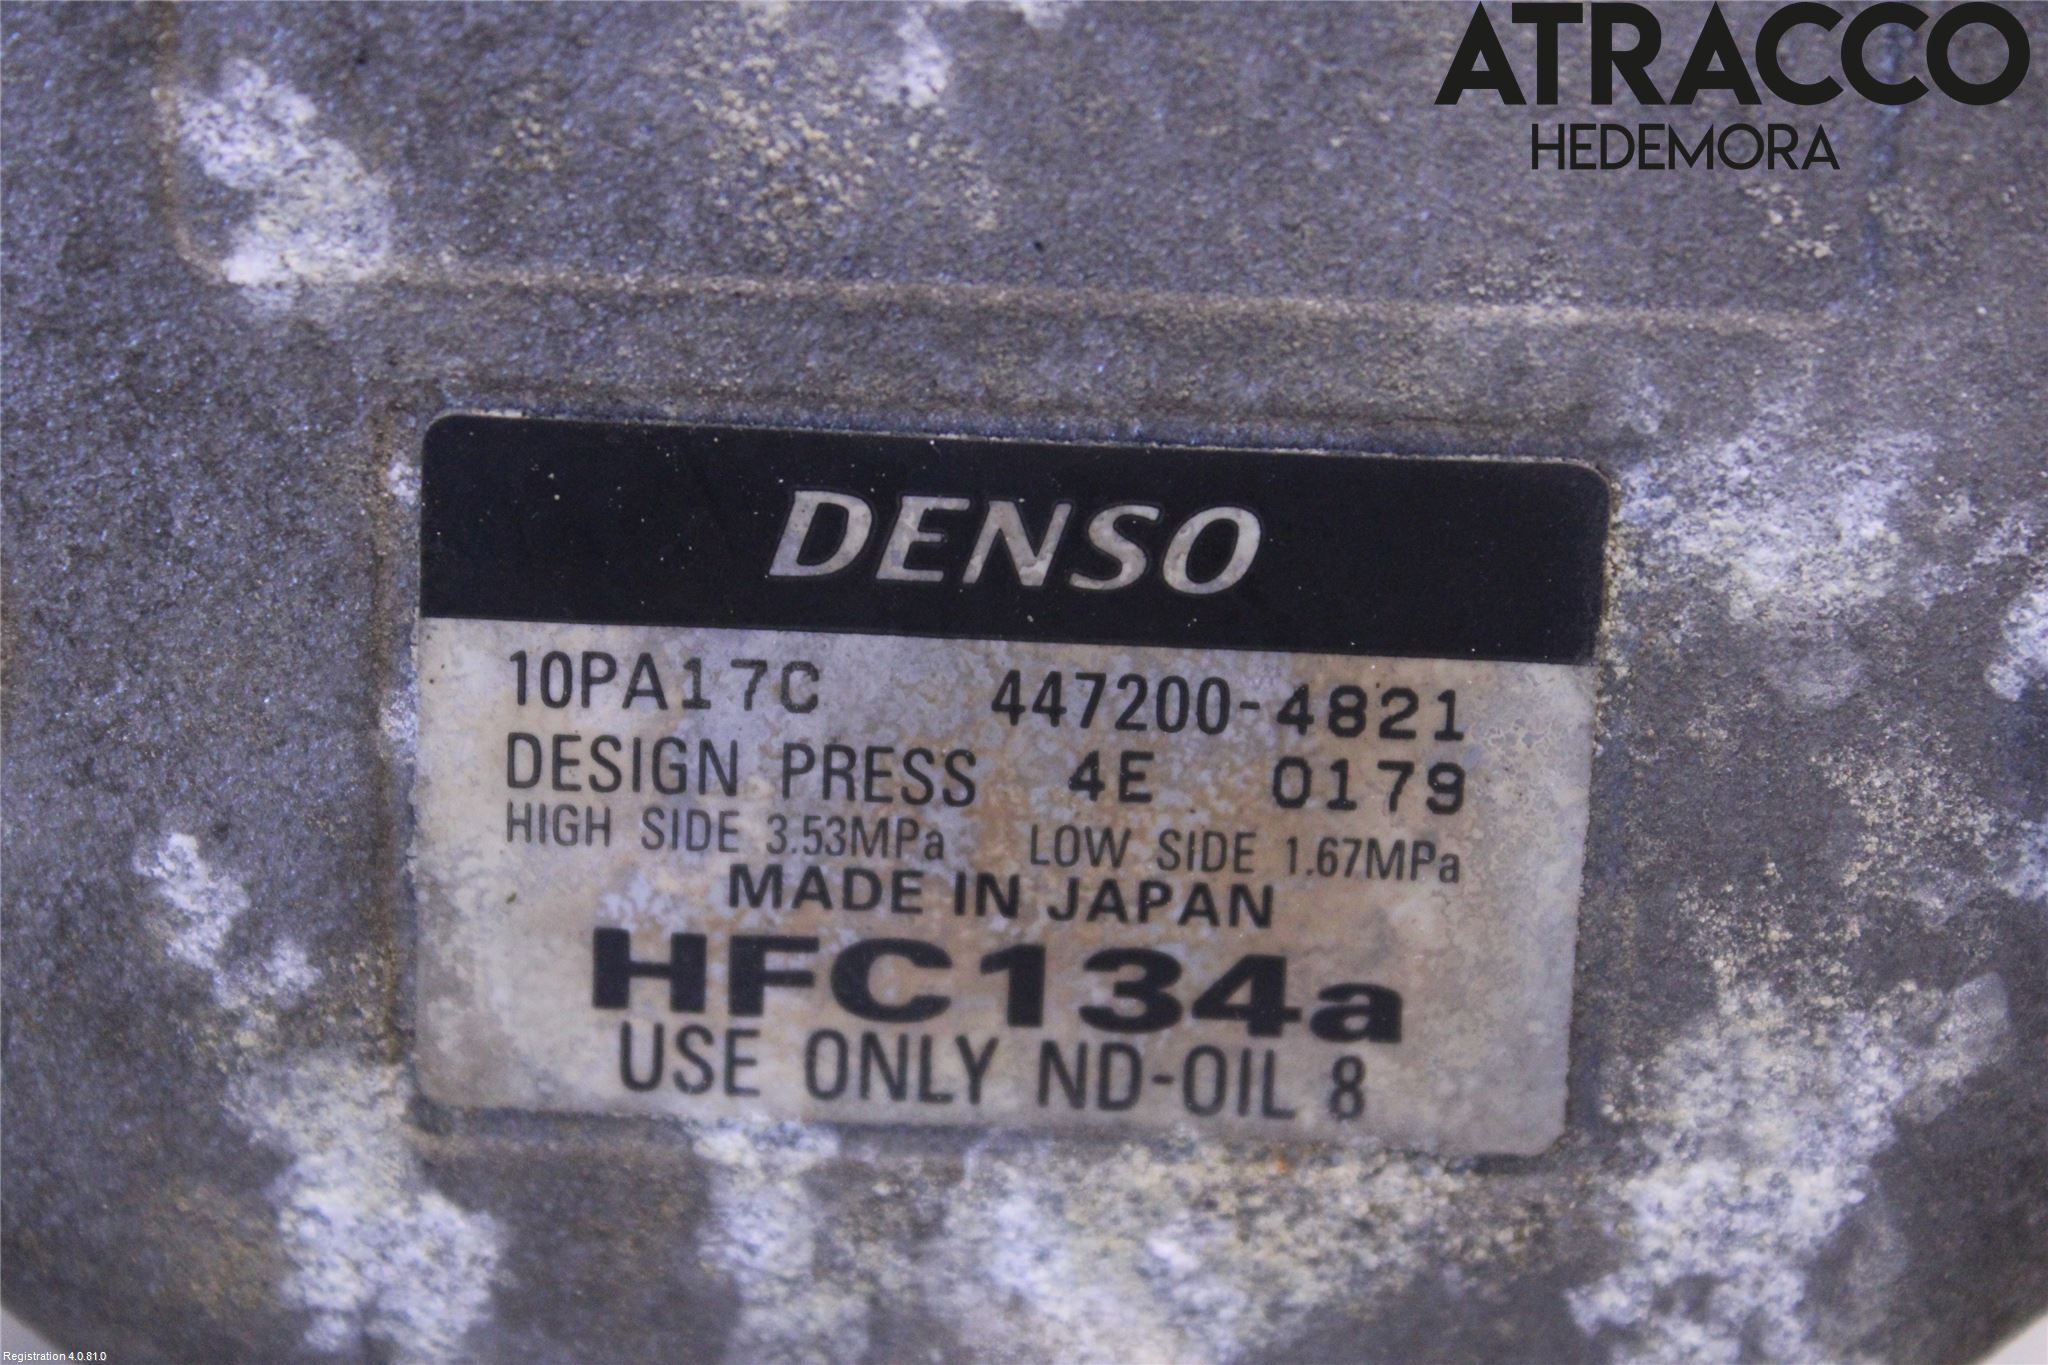 ATRACCO
HEDEMORA
DENSO
10PA17C 447200-4821
DESIGN PRESS 4E 0179
HIGH SIDE 3.53MPa LOW SIDE 1.67MPa
MADE IN JAPAN
HFC134a
USE ONLY ND-OIL 8
Registration 4.0.81.0